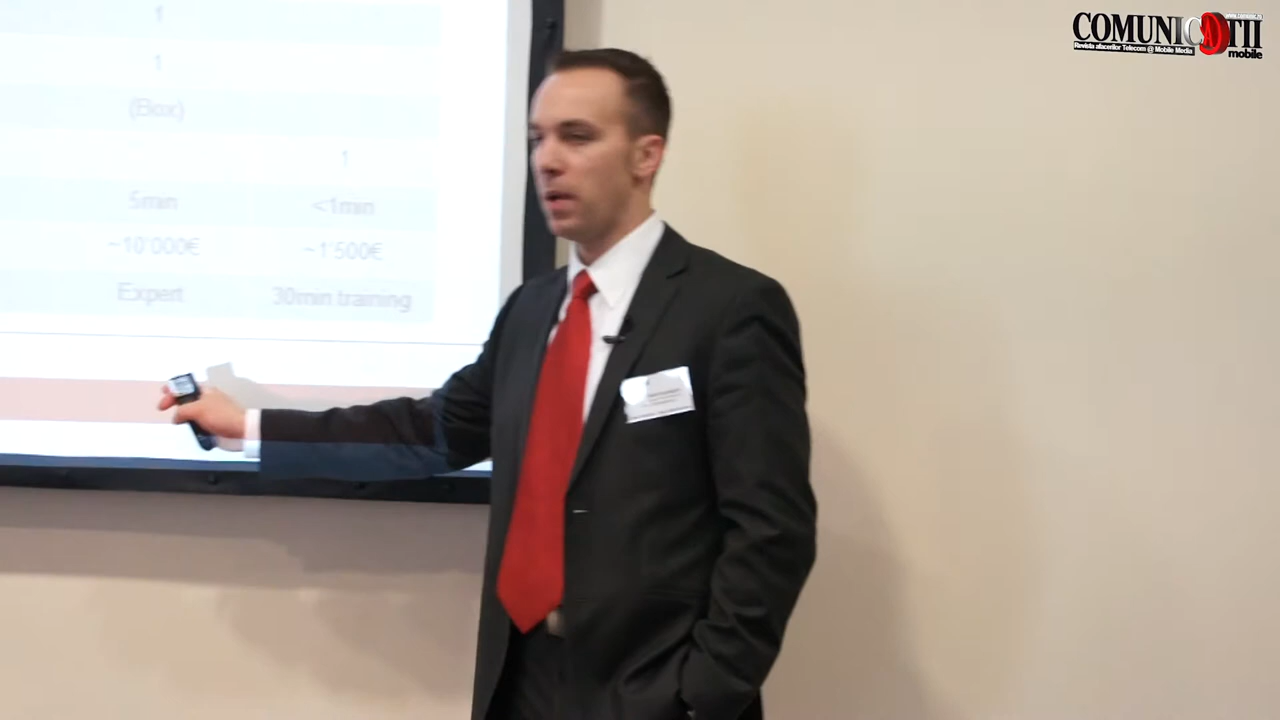 1
1
(Box)
1
5min <1min
~10'000€ ~1'500€
Expert 30min training
COMUNICATII
Revista afacerilor Telecom @ Mobile Media
mobile